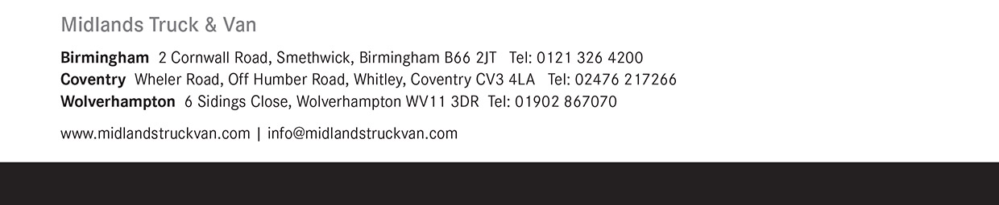 Midlands Truck & Van
Birmingham 2 Cornwall Road, Smethwick, Birmingham B66 2JT Tel: 0121 326 4200
Coventry Wheler Road, Off Humber Road, Whitley, Coventry CV3 4LA Tel: 02476 217266
Wolverhampton 6 Sidings Close, Wolverhampton WV11 3DR Tel: 01902 867070
www.midlandstruckvan.com | info@midlandstruckvan.com